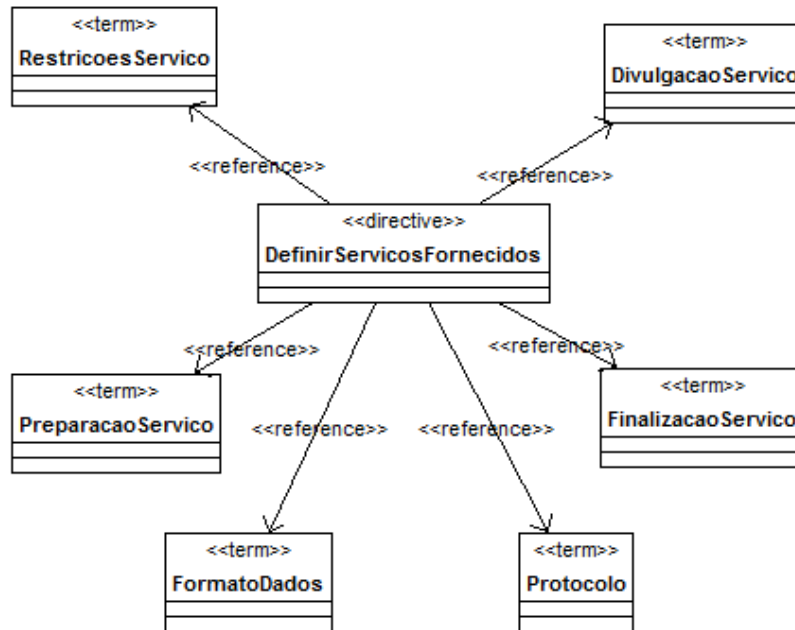 <<term>>
RestricoesServico
<<term>>
DivulgacaoServico
<<reference>>
<<reference>>
<<directive>>
DefinirServicosFornecidos
<<reference>>
<<reference>>
<<term>>
PreparacaoServico
<<term>>
FinalizacaoServico
<<reference>>
<<reference>>
<<term>>
FormatoDados
<<term>>
Protocolo